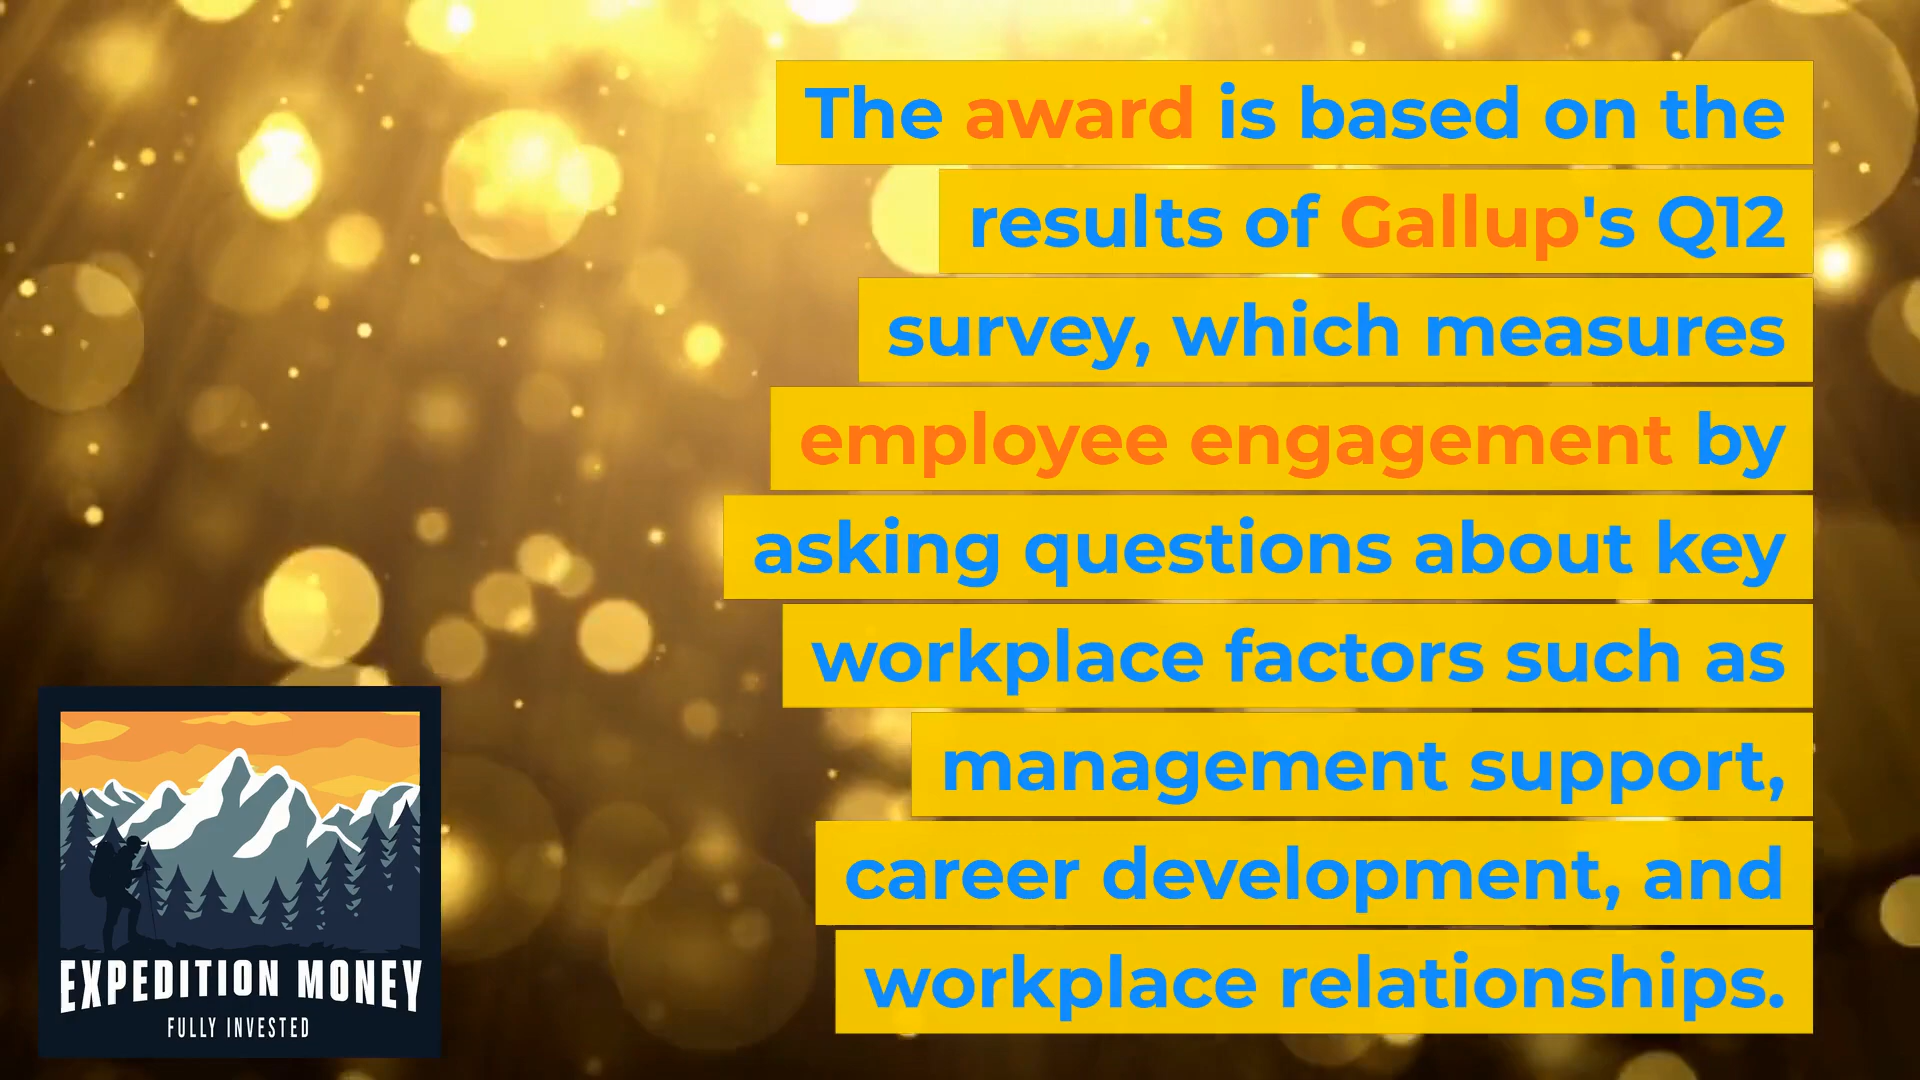 The award is based on the
results of Gallup's Q12
survey, which measures
employee engagement by
asking questions about key
workplace factors such as
management support,
career development, and
workplace relationships.
EXPEDITION MONEY
FULLY INVESTED